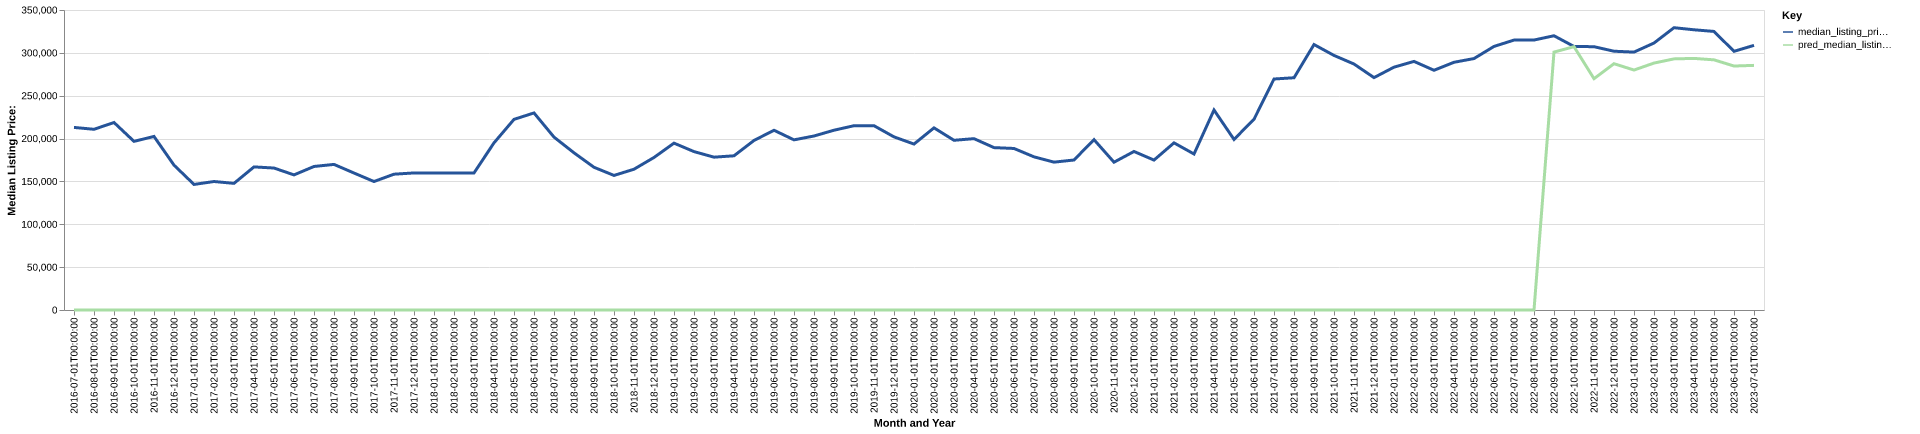 350,000
300,000
250,000
200,000
150,000
100,000
50,000
0
Median Listing Price:
2016-07-01T00:00:00
2016-08-01T00:00:00
2016-09-01T00:00:00
2016-10-01T00:00:00
2016-11-01T00:00:00
2016-12-01T00:00:00
2017-01-01T00:00:00
2017-02-01T00:00:00
2017-03-01T00:00:00
2017-04-01T00:00:00
2017-05-01T00:00:00
2017-06-01T00:00:00
2017-07-01T00:00:00
2017-08-01T00:00:00
2017-09-01T00:00:00
2017-10-01T00:00:00
2017-11-01T00:00:00
2017-12-01T00:00:00
2018-01-01T00:00:00
2018-02-01T00:00:00
2018-03-01T00:00:00
2018-04-01T00:00:00
2018-05-01T00:00:00
2018-06-01T00:00:00
2018-07-01T00:00:00
2018-08-01T00:00:00
2018-09-01T00:00:00
2018-10-01T00:00:00
2018-11-01T00:00:00
2018-12-01T00:00:00
2019-01-01T00:00:00
2019-02-01T00:00:00
2019-03-01T00:00:00
2019-04-01T00:00:00
2019-05-01T00:00:00
2019-06-01T00:00:00
2019-07-01T00:00:00
2019-08-01T00:00:00
2019-09-01T00:00:00
2019-10-01T00:00:00
2019-11-01T00:00:00
2019-12-01T00:00:00
2020-01-01T00:00:00
2020-02-01T00:00:00
2020-03-01T00:00:00
2020-04-01T00:00:00
2020-05-01T00:00:00
2020-06-01T00:00:00
2020-07-01T00:00:00
2020-08-01T00:00:00
2020-09-01T00:00:00
2020-10-01T00:00:00
2020-11-01T00:00:00
2020-12-01T00:00:00
2021-01-01T00:00:00
2021-02-01T00:00:00
2021-03-01T00:00:00
2021-04-01T00:00:00
2021-05-01T00:00:00
2021-06-01T00:00:00
2021-07-01T00:00:00
2021-08-01T00:00:00
2021-09-01T00:00:00
2021-10-01T00:00:00
2021-11-01T00:00:00
2021-12-01T00:00:00
2022-01-01T00:00:00
2022-02-01T00:00:00
2022-03-01T00:00:00
2022-04-01T00:00:00
2022-05-01T00:00:00
2022-06-01T00:00:00
2022-07-01T00:00:00
2022-08-01T00:00:00
2022-09-01T00:00:00
2022-10-01T00:00:00
2022-11-01T00:00:00
2022-12-01T00:00:00
2023-01-01T00:00:00
2023-02-01T00:00:00
2023-03-01T00:00:00
2023-04-01T00:00:00
2023-05-01T00:00:00
2023-06-01T00:00:00
2023-07-01T00:00:00
Month and Year
Key
median_listing_pri...
pred_median_listin...